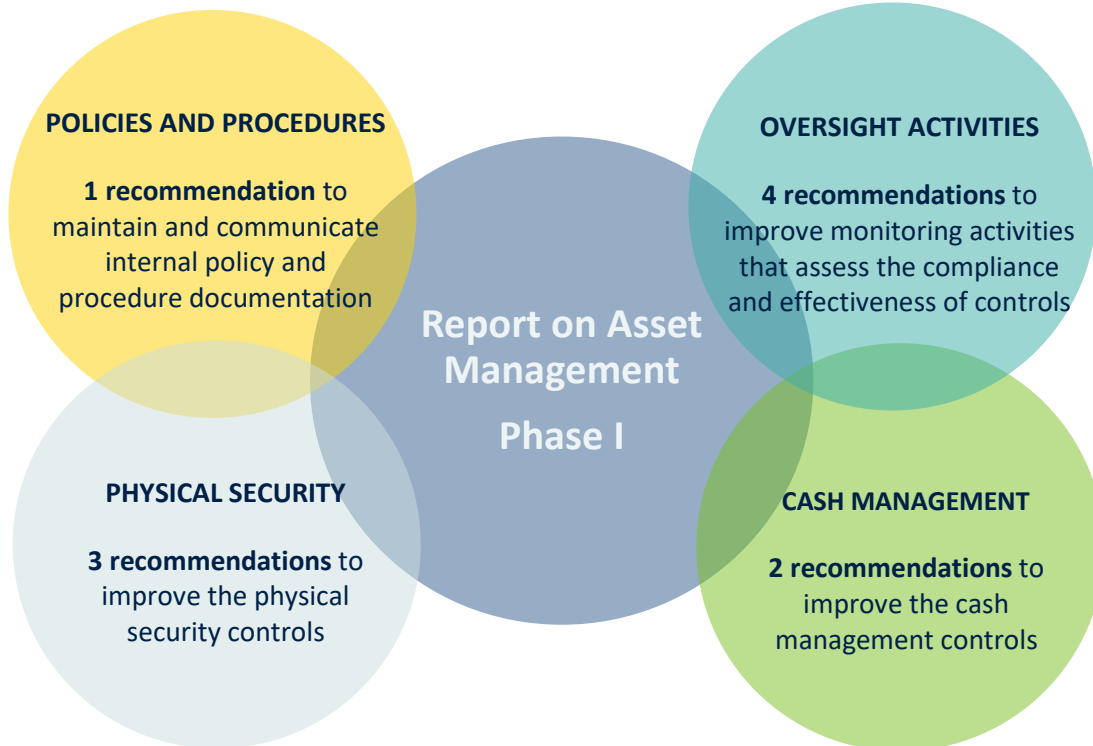 POLICIES AND PROCEDURES
1 recommendation to
maintain and communicate
internal policy and
procedure documentation
OVERSIGHT ACTIVITIES
4 recommendations to
improve monitoring activities
that assess the compliance
and effectiveness of controls
Report on Asset
Management
Phase I
PHYSICAL SECURITY
3 recommendations to
improve the physical
security controls
CASH MANAGEMENT
2 recommendations to
improve the cash
management controls